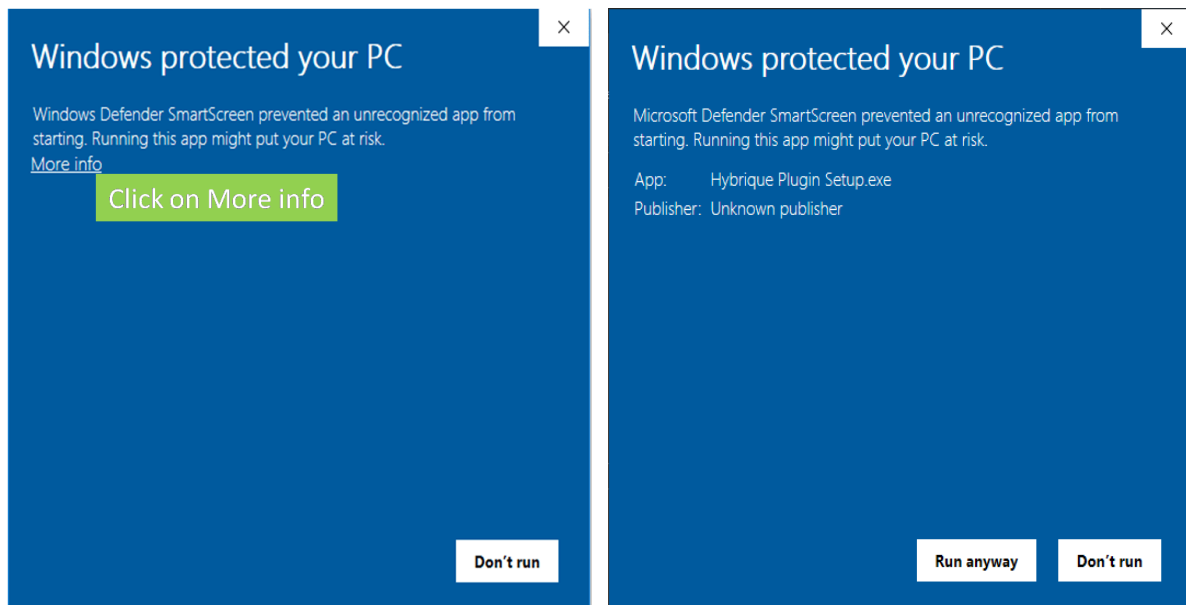 Windows protected your PC
Windows Defender SmartScreen prevented an unrecognized app from
starting. Running this app might put your PC at risk.
More info
Click on More info
Don't run
Windows protected your PC
Microsoft Defender SmartScreen prevented an unrecognized app from
starting. Running this app might put your PC at risk.
App: Hybrique Plugin Setup.exe
Publisher: Unknown publisher
Run anyway Don't run